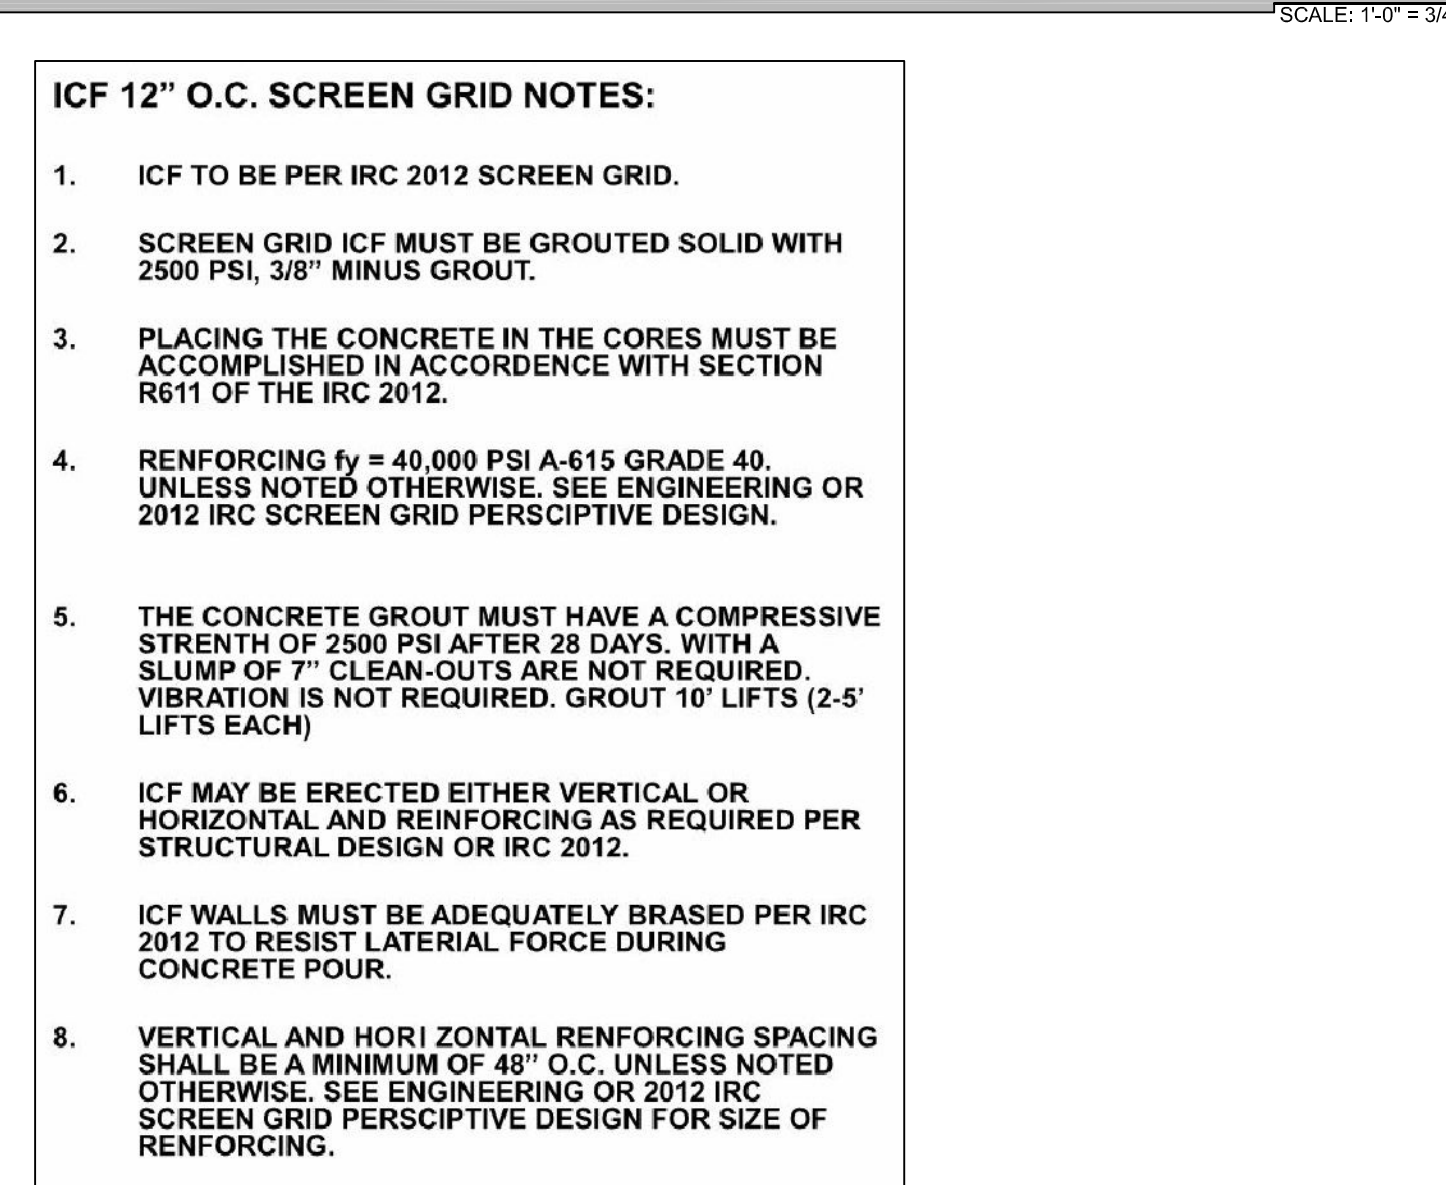 SCALE: 1'-0" = 3/4
ICF 12” O.C. SCREEN GRID NOTES:
1. ICF TO BE PER IRC 2012 SCREEN GRID.
2. SCREEN GRID ICF MUST BE GROUTED SOLID WITH
2500 PSI, 3/8” MINUS GROUT.
3. PLACING THE CONCRETE IN THE CORES MUST BE
ACCOMPLISHED IN ACCORDENCE WITH SECTION
R611 OF THE IRC 2012.
4. RENFORCING fy = 40,000 PSI A-615 GRADE 40.
UNLESS NOTED OTHERWISE. SEE ENGINEERING OR
2012 IRC SCREEN GRID PERSCIPTIVE DESIGN.
5. THE CONCRETE GROUT MUST HAVE A COMPRESSIVE
STRENTH OF 2500 PSI AFTER 28 DAYS. WITH A
SLUMP OF 7” CLEAN-OUTS ARE NOT REQUIRED.
VIBRATION IS NOT REQUIRED. GROUT 10’ LIFTS (2-5’
LIFTS EACH)
6. ICF MAY BE ERECTED EITHER VERTICAL OR
HORIZONTAL AND REINFORCING AS REQUIRED PER
STRUCTURAL DESIGN OR IRC 2012.
7. ICF WALLS MUST BE ADEQUATELY BRASED PER IRC
2012 TO RESIST LATERIAL FORCE DURING
CONCRETE POUR.
8. VERTICAL AND HORI ZONTAL RENFORCING SPACING
SHALL BE A MINIMUM OF 48” O.C. UNLESS NOTED
OTHERWISE. SEE ENGINEERING OR 2012 IRC
SCREEN GRID PERSCIPTIVE DESIGN FOR SIZE OF
RENFORCING.